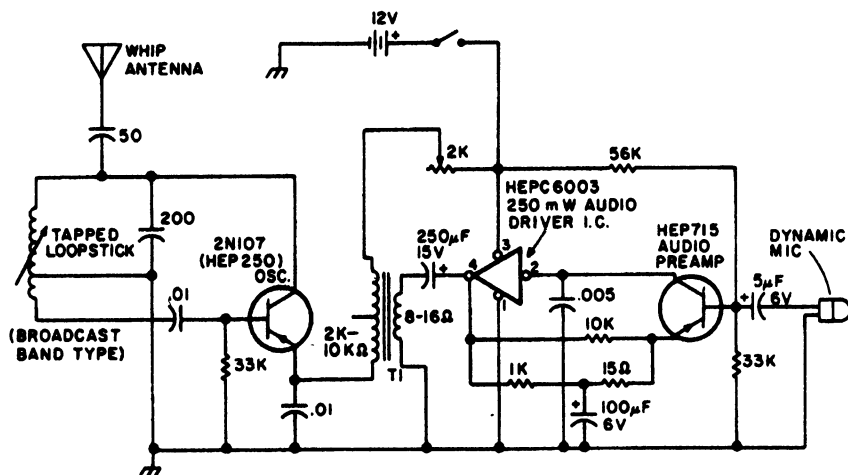 12V
+
WHIP
ANTENNA
50
2K
56K
HEPC6003
250 mW AUDIO
DRIVER I.C.
TAPPED
LOOPSTICK
200
2N107
(HEP250)
OSC.
250µF
15V
+
3
4
2
1
HEP715
AUDIO
PREAMP
DYNAMIC
MIC
5µF
+
6V
.01
.005
8-16Ω
2K-
10KΩ
T1
10K
(BROADCAST
BAND TYPE)
33K
1K
15Ω
33K
.01
+
100µF
6V